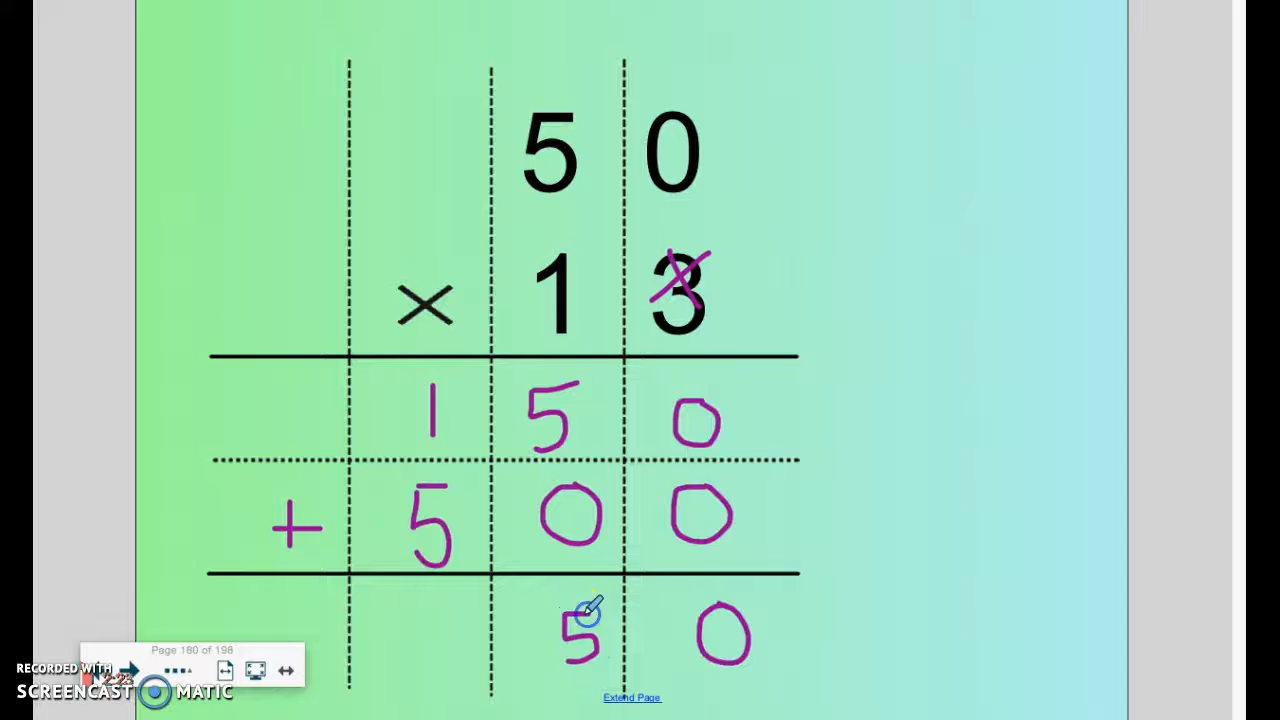 5 0
× 1 3
1 5 0
+ 5 0 0
5 0
Page 180 of 198
RECORDED WITH
SCREENCAST MATIC
Extend Page